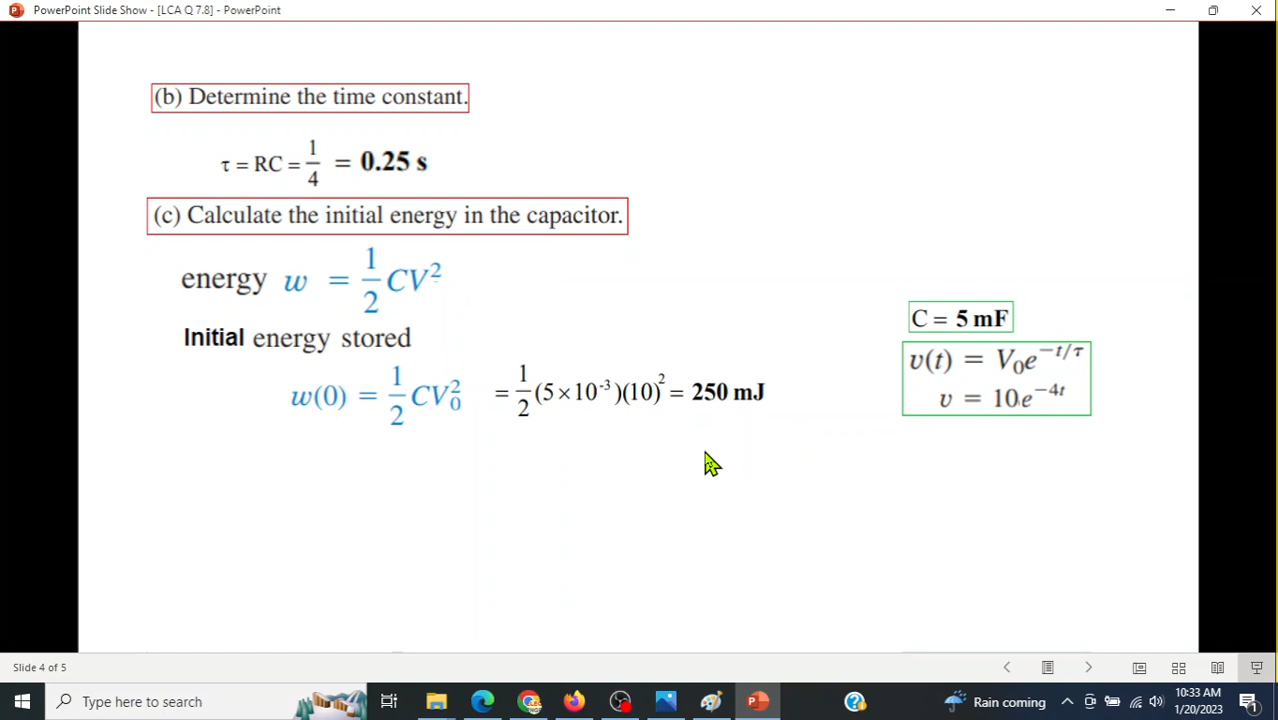 PowerPoint Slide Show - [LCA Q 7.8] - PowerPoint
(b) Determine the time constant.
τ = RC = 1/4 = 0.25 s
(c) Calculate the initial energy in the capacitor.
energy w = 1/2 CV²
Initial energy stored
w(0) = 1/2 CV₀² = 1/2 (5 × 10⁻³)(10)² = 250 mJ
C = 5 mF
v(t) = V₀e^(−t/τ)
v = 10 e^(−4t)
Slide 4 of 5
Type here to search
Rain coming
10:33 AM
1/20/2023
1